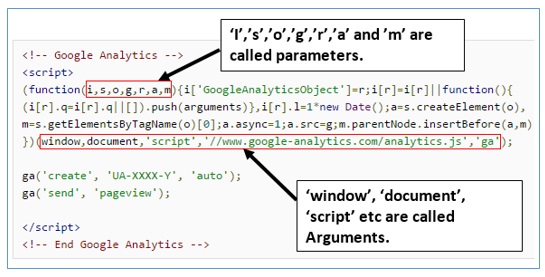 ‘I’,’s’,’o’,’g’,’r’,’a’ and ’m’ are
called parameters.
<!-- Google Analytics -->
<script>
(function(i,s,o,g,r,a,m){i['GoogleAnalyticsObject']=r;i[r]=i[r]||function(){
(i[r].q=i[r].q||[]).push(arguments)},i[r].l=1*new Date();a=s.createElement(o),
m=s.getElementsByTagName(o)[0];a.async=1;a.src=g;m.parentNode.insertBefore(a,m)
})(window,document,'script','//www.google-analytics.com/analytics.js','ga');
ga('create', 'UA-XXXX-Y', 'auto');
ga('send', 'pageview');
‘window’, ‘document’,
‘script’ etc are called
Arguments.
</script>
<!-- End Google Analytics -->